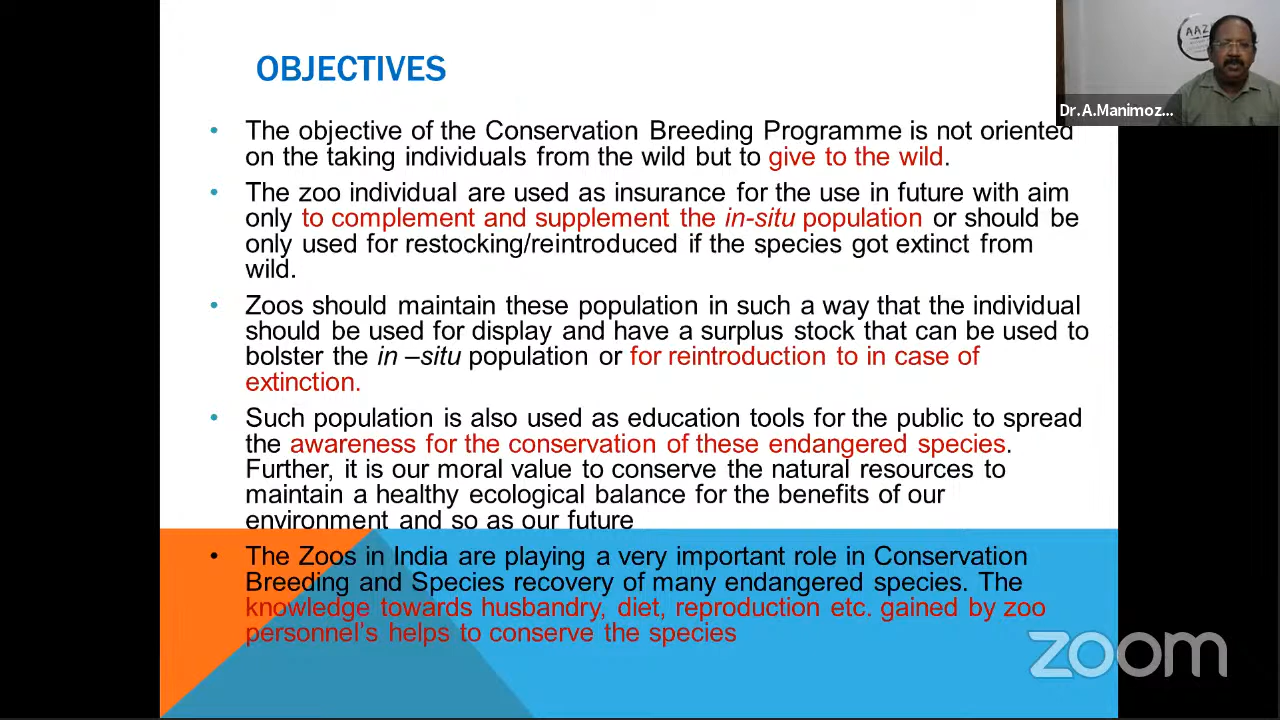 OBJECTIVES
AAZ
Dr.A.Manimoz...
• The objective of the Conservation Breeding Programme is not oriented
on the taking individuals from the wild but to give to the wild.
• The zoo individual are used as insurance for the use in future with aim
only to complement and supplement the in-situ population or should be
only used for restocking/reintroduced if the species got extinct from
wild.
• Zoos should maintain these population in such a way that the individual
should be used for display and have a surplus stock that can be used to
bolster the in –situ population or for reintroduction to in case of
extinction.
• Such population is also used as education tools for the public to spread
the awareness for the conservation of these endangered species.
Further, it is our moral value to conserve the natural resources to
maintain a healthy ecological balance for the benefits of our
environment and so as our future
• The Zoos in India are playing a very important role in Conservation
Breeding and Species recovery of many endangered species. The
knowledge towards husbandry, diet, reproduction etc. gained by zoo
personnel's helps to conserve the species
zoom